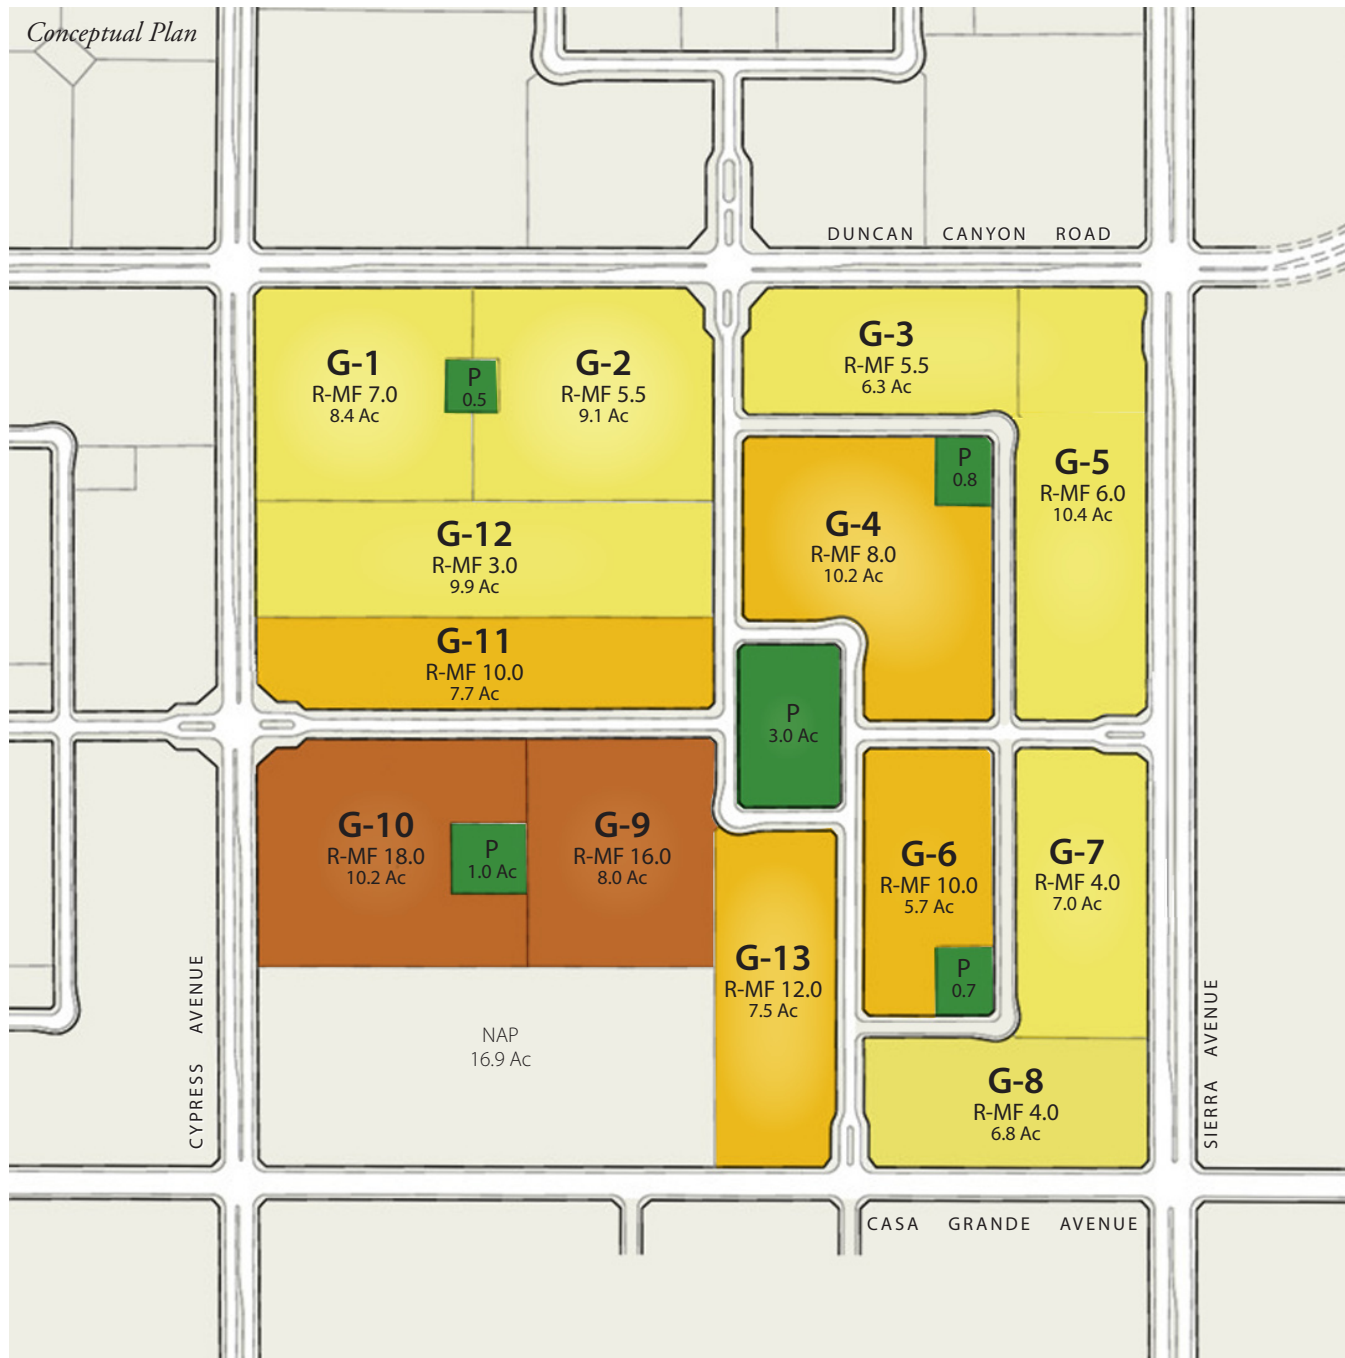 Conceptual Plan
DUNCAN CANYON ROAD
G-1
R-MF 7.0
8.4 Ac
P
0.5
G-2
R-MF 5.5
9.1 Ac
G-3
R-MF 5.5
6.3 Ac
G-4
R-MF 8.0
10.2 Ac
P
0.8
G-5
R-MF 6.0
10.4 Ac
G-12
R-MF 3.0
9.9 Ac
G-11
R-MF 10.0
7.7 Ac
P
3.0 Ac
G-10
R-MF 18.0
10.2 Ac
P
1.0 Ac
G-9
R-MF 16.0
8.0 Ac
G-6
R-MF 10.0
5.7 Ac
P
0.7
G-7
R-MF 4.0
7.0 Ac
G-13
R-MF 12.0
7.5 Ac
NAP
16.9 Ac
G-8
R-MF 4.0
6.8 Ac
CYPRESS AVENUE
SIERRA AVENUE
CASA GRANDE AVENUE